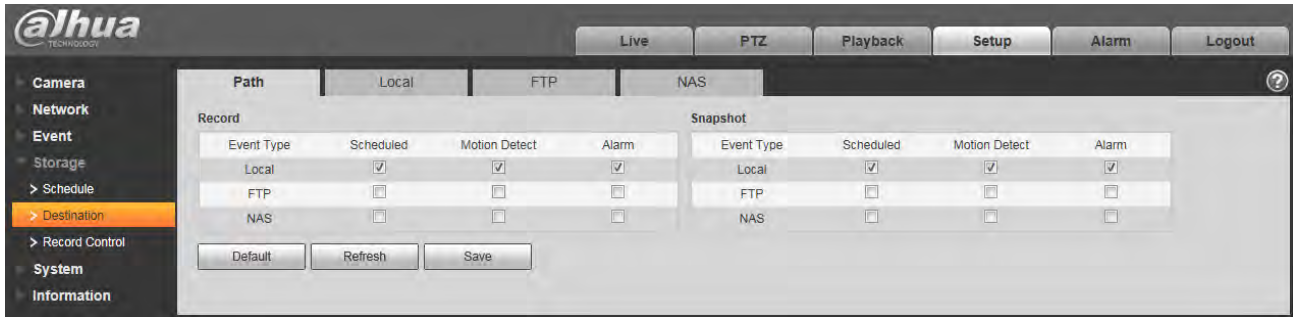 alhua
TECHNOLOGY
Live PTZ Playback Setup Alarm Logout
Camera
Network
Event
Storage
> Schedule
> Destination
> Record Control
System
Information
Path Local FTP NAS ?
Record
Event Type Scheduled Motion Detect Alarm
Local
FTP
NAS
Snapshot
Event Type Scheduled Motion Detect Alarm
Local
FTP
NAS
Default Refresh Save